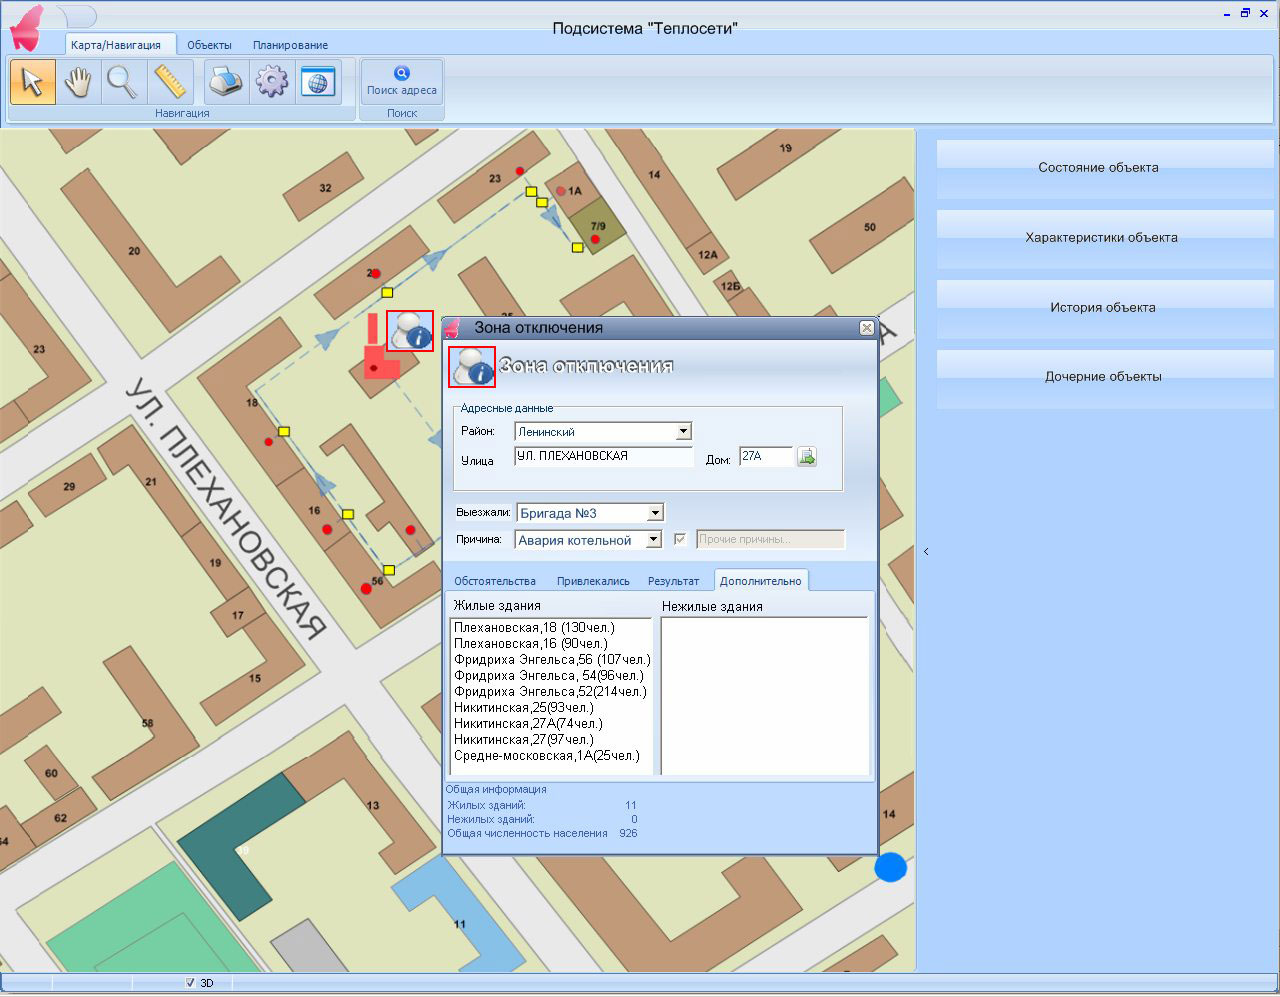 Подсистема "Теплосети"
Карта/Навигация
Объекты
Планирование
Поиск адреса
Навигация
Поиск
Состояние объекта
Характеристики объекта
История объекта
Дочерние объекты
19
14
23
1А
32
7/9
50
20
12А
12Б
2
23
18
УЛ. ПЛЕХАНОВСКАЯ
29
21
16
56
19
17
15
58
60
62
13
11
14
Зона отключения
Зона отключения
Адресные данные
Район: Ленинский
Улица УЛ. ПЛЕХАНОВСКАЯ Дом: 27А
Выезжали: Бригада №3
Причина: Авария котельной Прочие причины...
Обстоятельства Привлекались Результат Дополнительно
Жилые здания
Нежилые здания
Плехановская,18 (130чел.)
Плехановская,16 (90чел.)
Фридриха Энгельса,56 (107чел.)
Фридриха Энгельса, 54(96чел.)
Фридриха Энгельса,52(214чел.)
Никитинская,25(93чел.)
Никитинская,27А(74чел.)
Никитинская,27(97чел.)
Средне-московская,1А(25чел.)
Общая информация
Жилых зданий: 11
Нежилых зданий: 0
Общая численность населения 926
3D